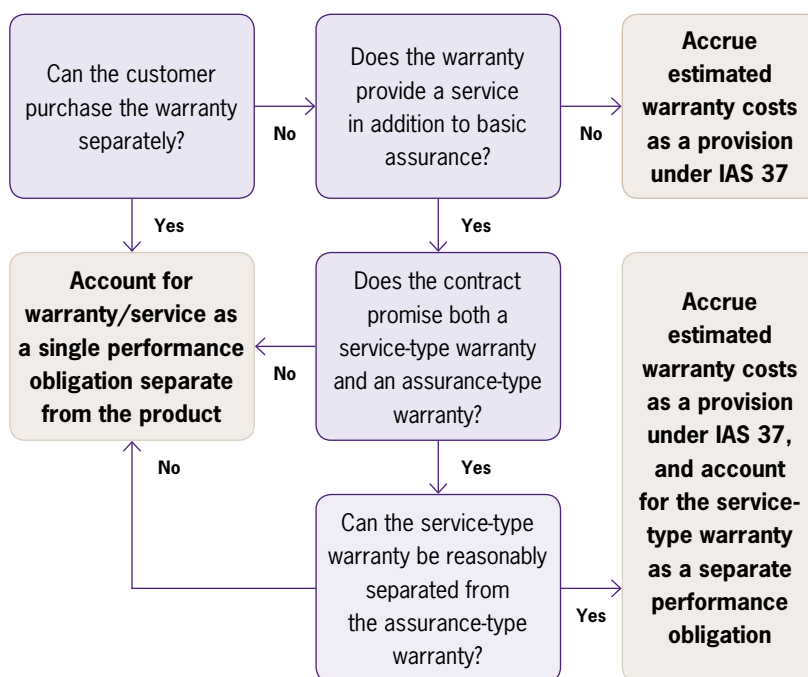 Can the customer
purchase the warranty
separately?
No
Does the warranty
provide a service
in addition to basic
assurance?
No
Accrue
estimated
warranty costs
as a provision
under IAS 37
Yes
Yes
Account for
warranty/service as
a single performance
obligation separate
from the product
No
Does the contract
promise both a
service-type warranty
and an assurance-type
warranty?
Accrue
estimated
warranty costs
as a provision
under IAS 37,
and account
for the service-
type warranty
as a separate
performance
obligation
No
Yes
Can the service-type
warranty be reasonably
separated from
the assurance-type
warranty?
Yes